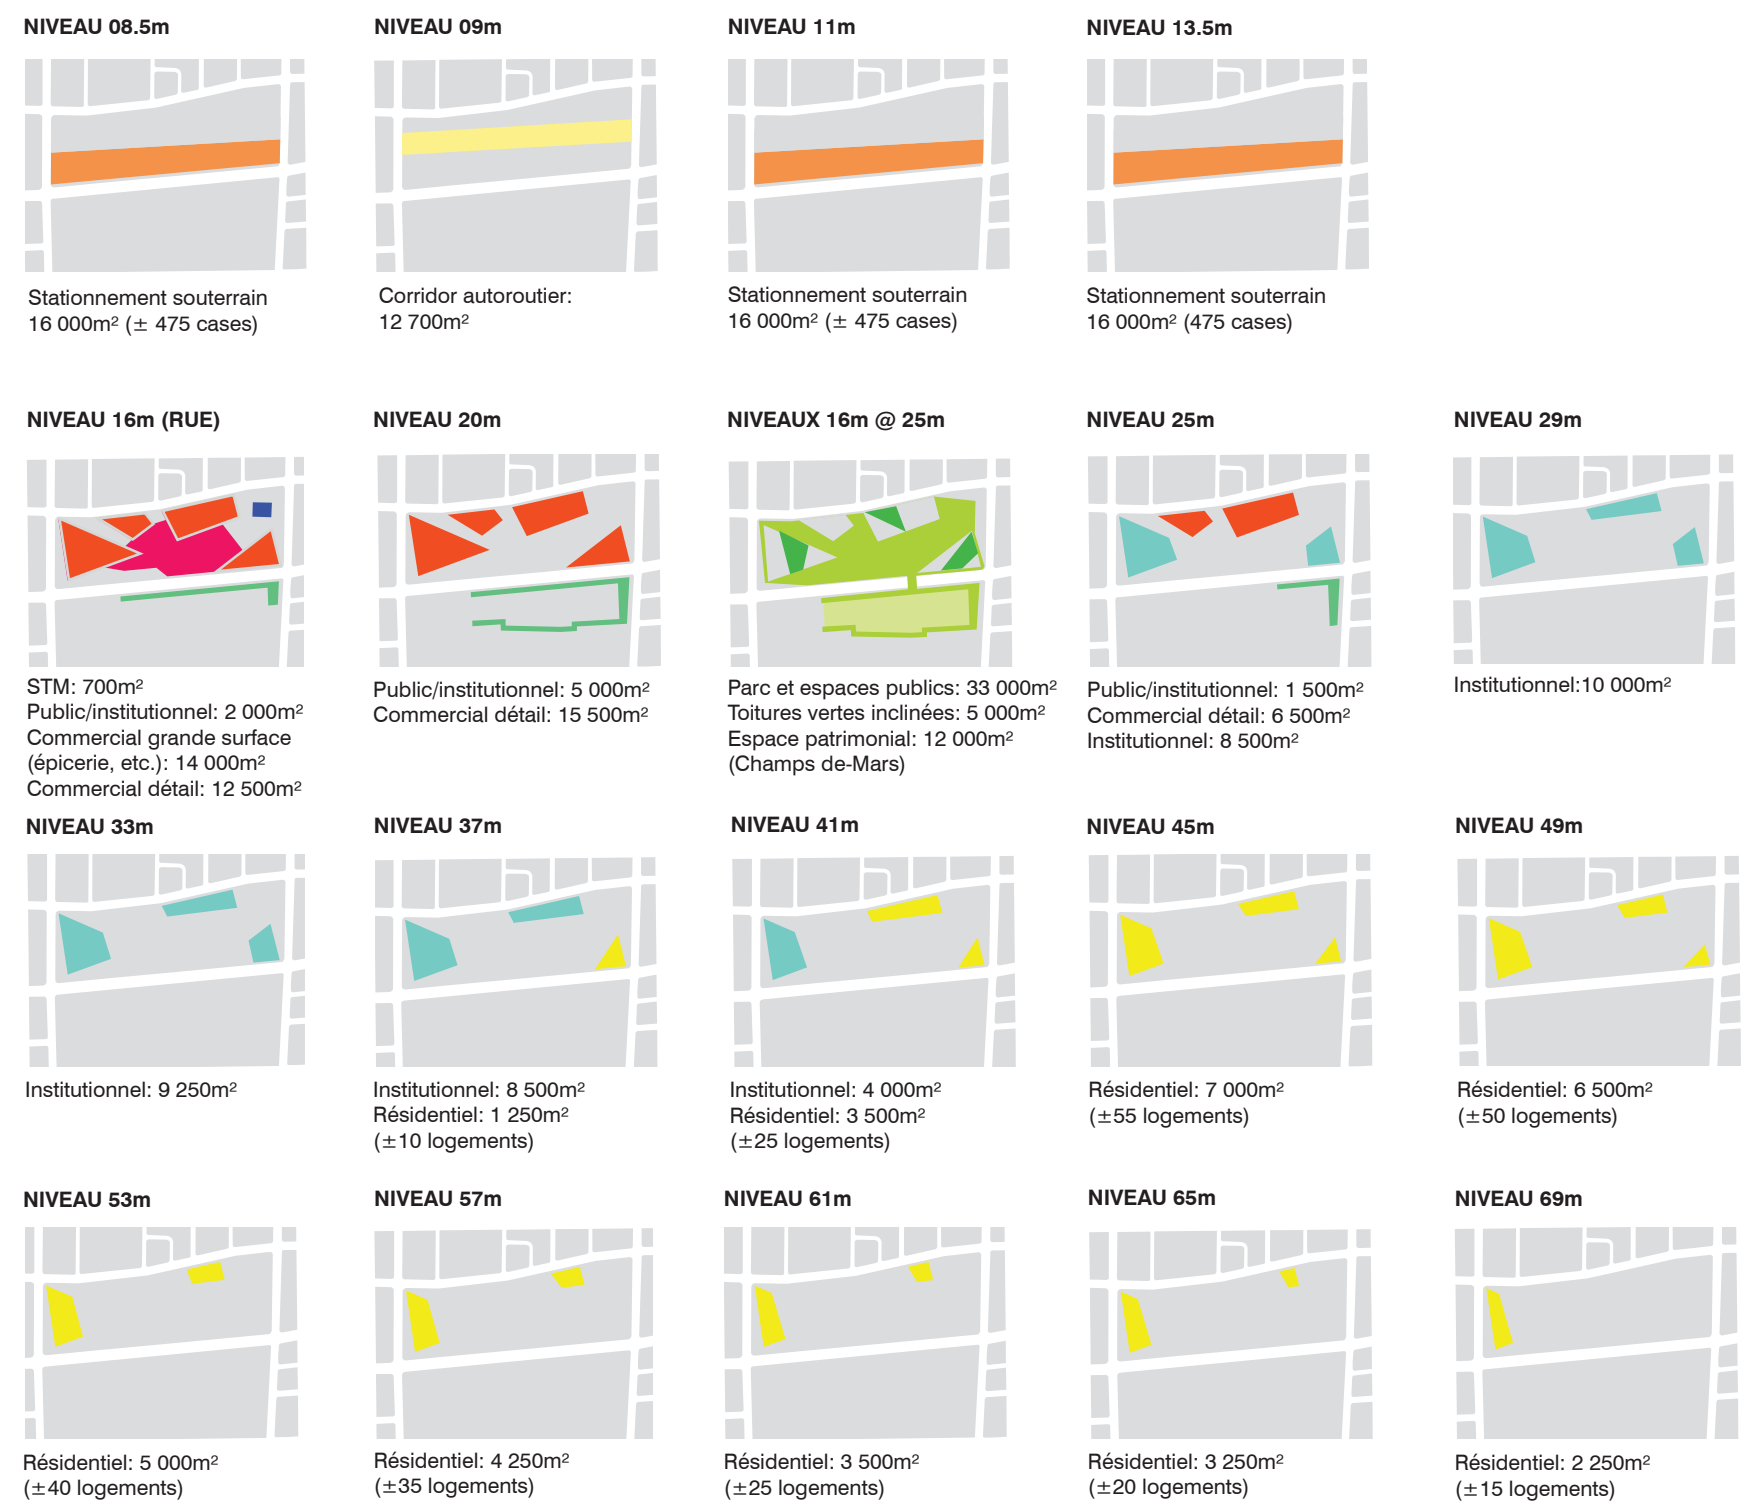 NIVEAU 08.5m
Stationnement souterrain
16 000m² (± 475 cases)
NIVEAU 09m
Corridor autoroutier:
12 700m²
NIVEAU 11m
Stationnement souterrain
16 000m² (± 475 cases)
NIVEAU 13.5m
Stationnement souterrain
16 000m² (475 cases)
NIVEAU 16m (RUE)
STM: 700m²
Public/institutionnel: 2 000m²
Commercial grande surface
(épicerie, etc.): 14 000m²
Commercial détail: 12 500m²
NIVEAU 20m
Public/institutionnel: 5 000m²
Commercial détail: 15 500m²
NIVEAUX 16m @ 25m
Parc et espaces publics: 33 000m²
Toitures vertes inclinées: 5 000m²
Espace patrimonial: 12 000m²
(Champs de-Mars)
NIVEAU 25m
Public/institutionnel: 1 500m²
Commercial détail: 6 500m²
Institutionnel: 8 500m²
NIVEAU 29m
Institutionnel:10 000m²
NIVEAU 33m
Institutionnel: 9 250m²
NIVEAU 37m
Institutionnel: 8 500m²
Résidentiel: 1 250m²
(±10 logements)
NIVEAU 41m
Institutionnel: 4 000m²
Résidentiel: 3 500m²
(±25 logements)
NIVEAU 45m
Résidentiel: 7 000m²
(±55 logements)
NIVEAU 49m
Résidentiel: 6 500m²
(±50 logements)
NIVEAU 53m
Résidentiel: 5 000m²
(±40 logements)
NIVEAU 57m
Résidentiel: 4 250m²
(±35 logements)
NIVEAU 61m
Résidentiel: 3 500m²
(±25 logements)
NIVEAU 65m
Résidentiel: 3 250m²
(±20 logements)
NIVEAU 69m
Résidentiel: 2 250m²
(±15 logements)